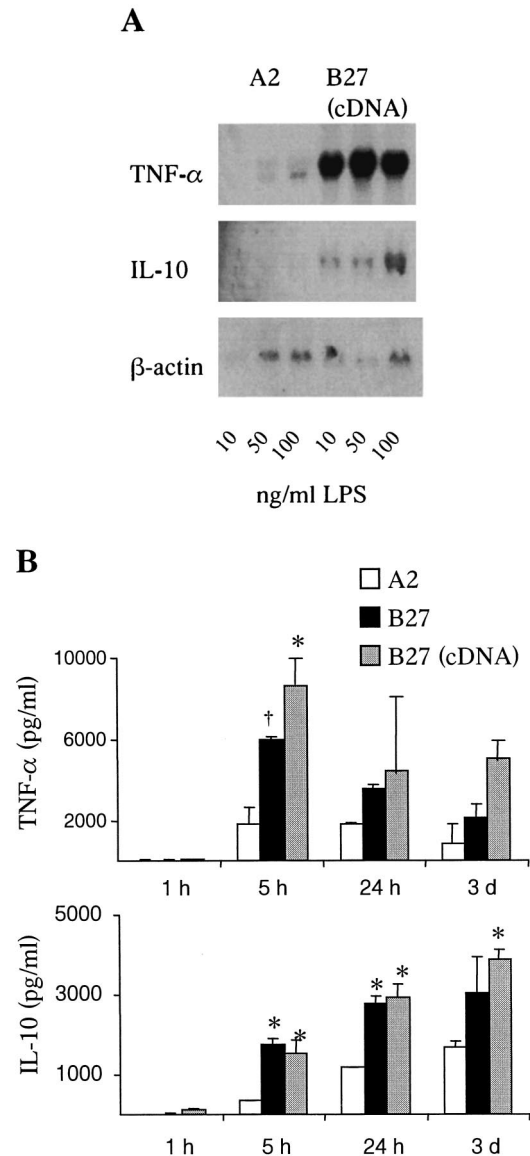 A
A2 B27
(cDNA)
TNF-α
IL-10
β-actin
10 50 100 10 50 100
ng/ml LPS
B
A2
B27
B27 (cDNA)
TNF-α (pg/ml)
10000
6000
2000
†
*
1 h 5 h 24 h 3 d
IL-10 (pg/ml)
5000
3000
1000
* *
* *
*
1 h 5 h 24 h 3 d